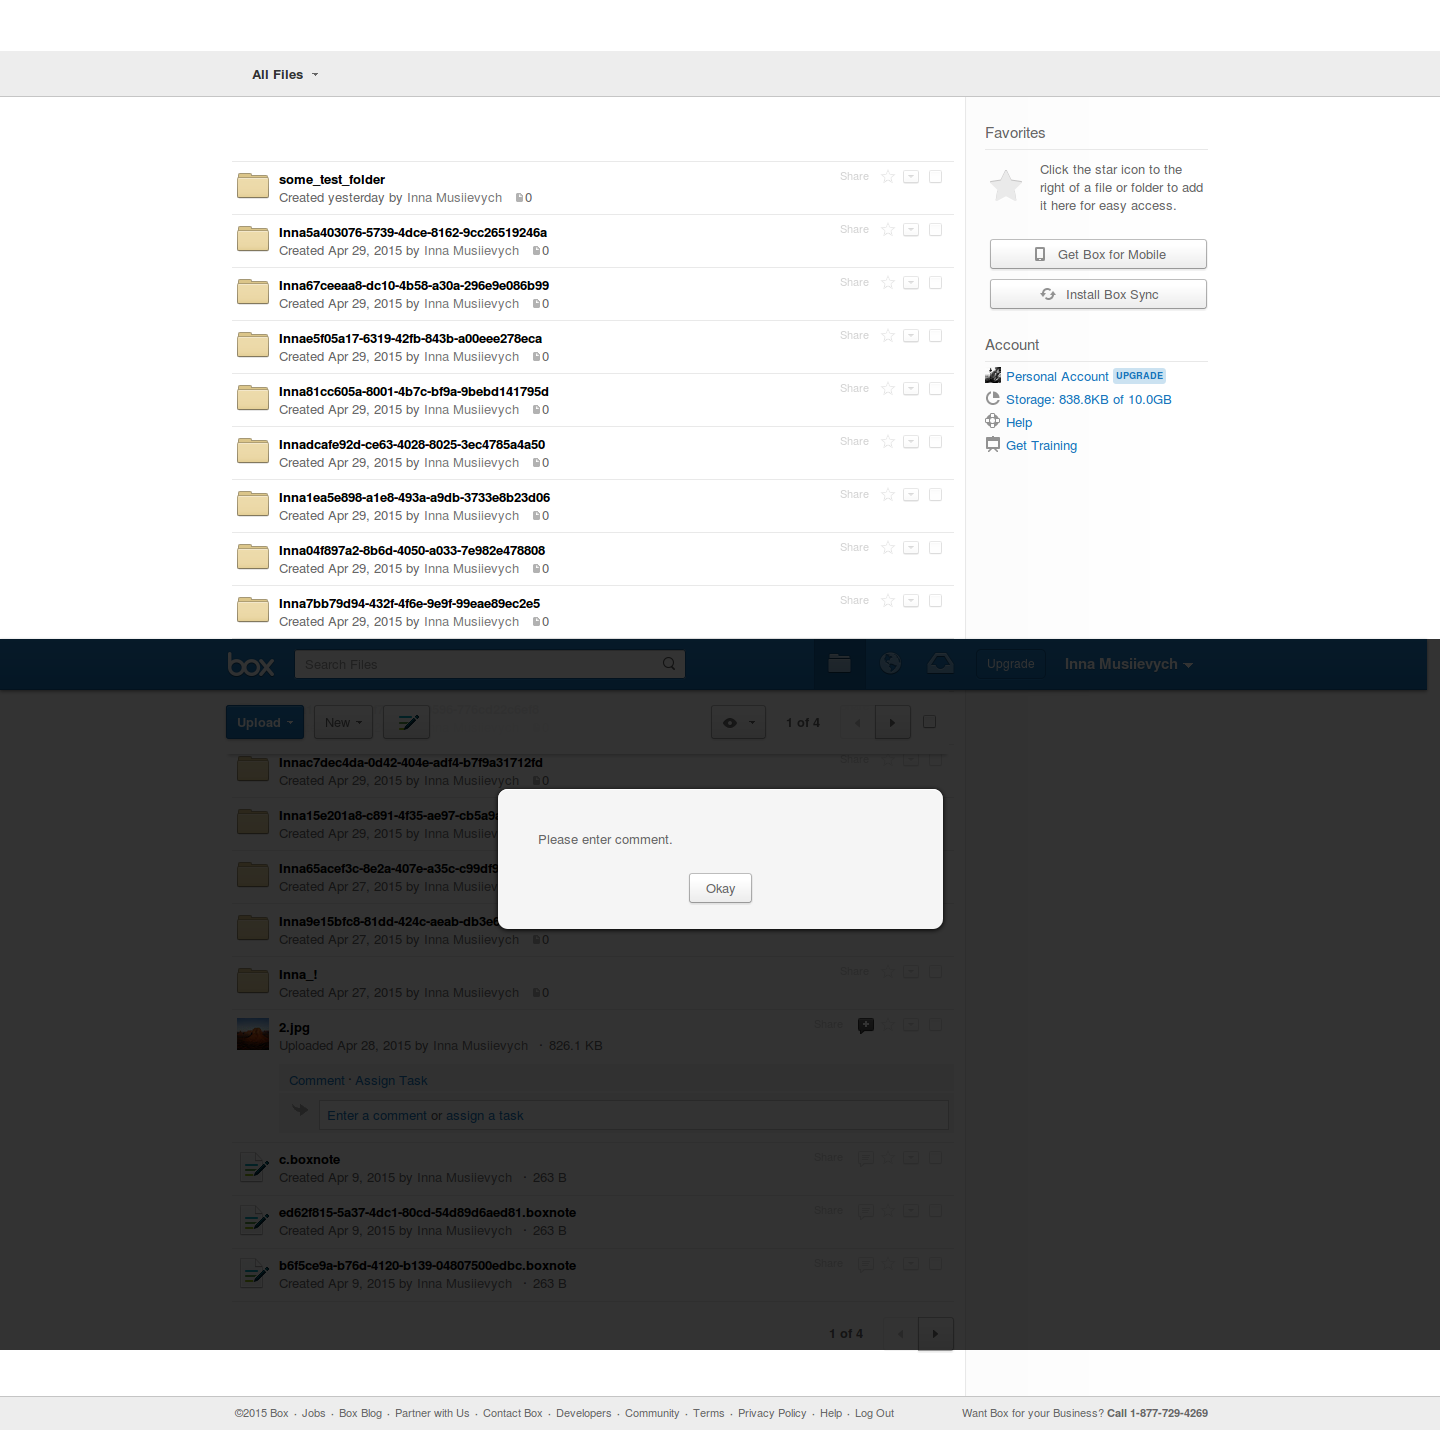 All Files
Favorites
Click the star icon to the
right of a file or folder to add
it here for easy access.
Get Box for Mobile
Install Box Sync
Account
Personal Account UPGRADE
Storage: 838.8KB of 10.0GB
Help
Get Training
some_test_folder
Share
Created yesterday by Inna Musiievych 0
Inna5a403076-5739-4dce-8162-9cc26519246a
Share
Created Apr 29, 2015 by Inna Musiievych 0
Inna67ceeaa8-dc10-4b58-a30a-296e9e086b99
Share
Created Apr 29, 2015 by Inna Musiievych 0
Innae5f05a17-6319-42fb-843b-a00eee278eca
Share
Created Apr 29, 2015 by Inna Musiievych 0
Inna81cc605a-8001-4b7c-bf9a-9bebd141795d
Share
Created Apr 29, 2015 by Inna Musiievych 0
Innadcafe92d-ce63-4028-8025-3ec4785a4a50
Share
Created Apr 29, 2015 by Inna Musiievych 0
Inna1ea5e898-a1e8-493a-a9db-3733e8b23d06
Share
Created Apr 29, 2015 by Inna Musiievych 0
Inna04f897a2-8b6d-4050-a033-7e982e478808
Share
Created Apr 29, 2015 by Inna Musiievych 0
Inna7bb79d94-432f-4f6e-9e9f-99eae89ec2e5
Share
Created Apr 29, 2015 by Inna Musiievych 0
box Search Files Upgrade Inna Musiievych
Upload New 1 of 4
Innac7dec4da-0d42-404e-adf4-b7f9a31712fd
Share
Created Apr 29, 2015 by Inna Musiievych 0
Inna15e201a8-c891-4f35-ae97-cb5a9a
Created Apr 29, 2015 by Inna Musiievy
Inna65acef3c-8e2a-407e-a35c-c99df9
Created Apr 27, 2015 by Inna Musiievy
Inna9e15bfc8-81dd-424c-aeab-db3e6
Created Apr 27, 2015 by Inna Musiievych 0
Please enter comment.
Okay
Inna_!
Share
Created Apr 27, 2015 by Inna Musiievych 0
2.jpg
Share
Uploaded Apr 28, 2015 by Inna Musiievych · 826.1 KB
Comment · Assign Task
Enter a comment or assign a task
c.boxnote
Share
Created Apr 9, 2015 by Inna Musiievych · 263 B
ed62f815-5a37-4dc1-80cd-54d89d6aed81.boxnote
Share
Created Apr 9, 2015 by Inna Musiievych · 263 B
b6f5ce9a-b76d-4120-b139-04807500edbc.boxnote
Share
Created Apr 9, 2015 by Inna Musiievych · 263 B
1 of 4
©2015 Box · Jobs · Box Blog · Partner with Us · Contact Box · Developers · Community · Terms · Privacy Policy · Help · Log Out
Want Box for your Business? Call 1-877-729-4269